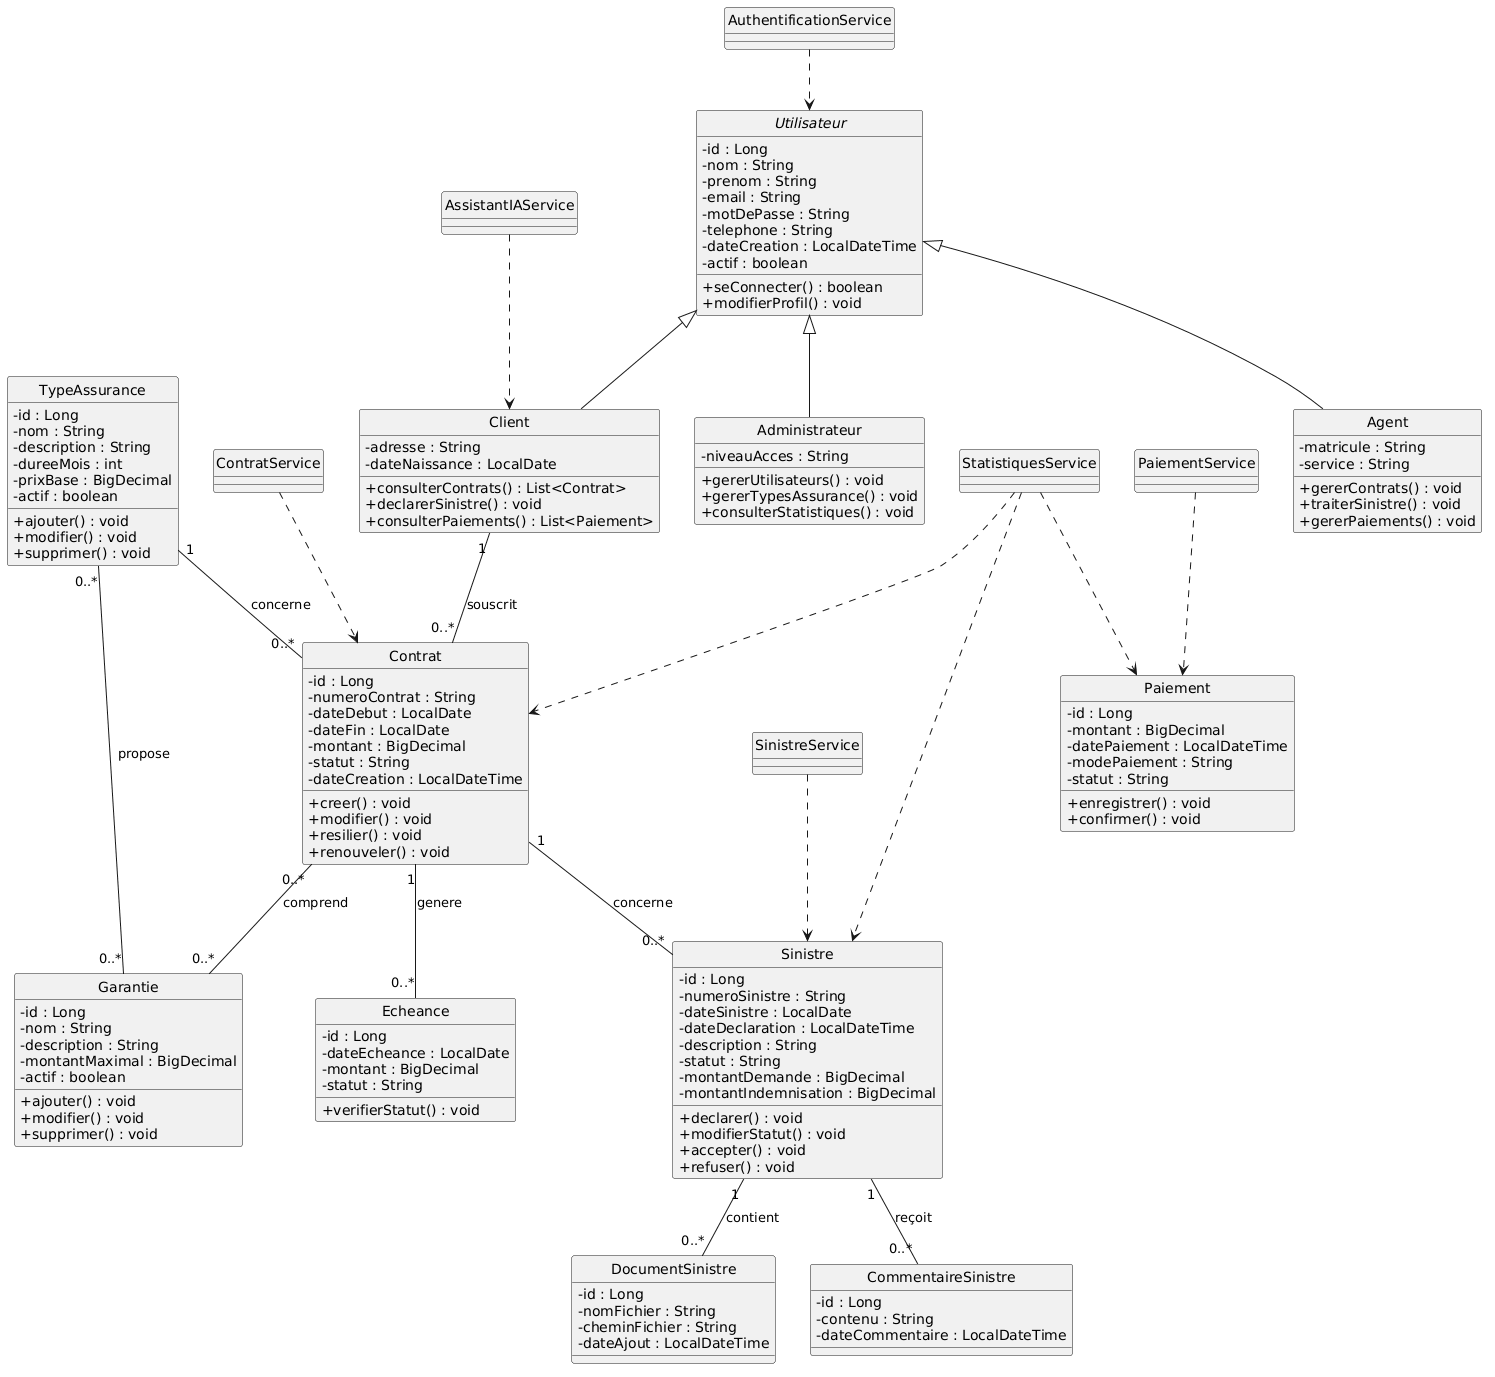 AuthentificationService
Utilisateur
-id : Long
-nom : String
-prenom : String
-email : String
-motDePasse : String
-telephone : String
-dateCreation : LocalDateTime
-actif : boolean
+seConnecter() : boolean
+modifierProfil() : void
AssistantIAService
TypeAssurance
-id : Long
-nom : String
-description : String
-dureeMois : int
-prixBase : BigDecimal
-actif : boolean
+ajouter() : void
+modifier() : void
+supprimer() : void
ContratService
Client
-adresse : String
-dateNaissance : LocalDate
+consulterContrats() : List<Contrat>
+declarerSinistre() : void
+consulterPaiements() : List<Paiement>
Administrateur
-niveauAcces : String
+gererUtilisateurs() : void
+gererTypesAssurance() : void
+consulterStatistiques() : void
StatistiquesService
PaiementService
Agent
-matricule : String
-service : String
+gererContrats() : void
+traiterSinistre() : void
+gererPaiements() : void
1
concerne
0..*
1
souscrit
0..*
0..*
propose
0..*
Contrat
-id : Long
-numeroContrat : String
-dateDebut : LocalDate
-dateFin : LocalDate
-montant : BigDecimal
-statut : String
-dateCreation : LocalDateTime
+creer() : void
+modifier() : void
+resilier() : void
+renouveler() : void
SinistreService
Paiement
-id : Long
-montant : BigDecimal
-datePaiement : LocalDateTime
-modePaiement : String
-statut : String
+enregistrer() : void
+confirmer() : void
0..*
comprend
0..*
1
genere
0..*
1
concerne
0..*
Garantie
-id : Long
-nom : String
-description : String
-montantMaximal : BigDecimal
-actif : boolean
+ajouter() : void
+modifier() : void
+supprimer() : void
Echeance
-id : Long
-dateEcheance : LocalDate
-montant : BigDecimal
-statut : String
+verifierStatut() : void
Sinistre
-id : Long
-numeroSinistre : String
-dateSinistre : LocalDate
-dateDeclaration : LocalDateTime
-description : String
-statut : String
-montantDemande : BigDecimal
-montantIndemnisation : BigDecimal
+declarer() : void
+modifierStatut() : void
+accepter() : void
+refuser() : void
1
contient
0..*
1
reçoit
0..*
DocumentSinistre
-id : Long
-nomFichier : String
-cheminFichier : String
-dateAjout : LocalDateTime
CommentaireSinistre
-id : Long
-contenu : String
-dateCommentaire : LocalDateTime